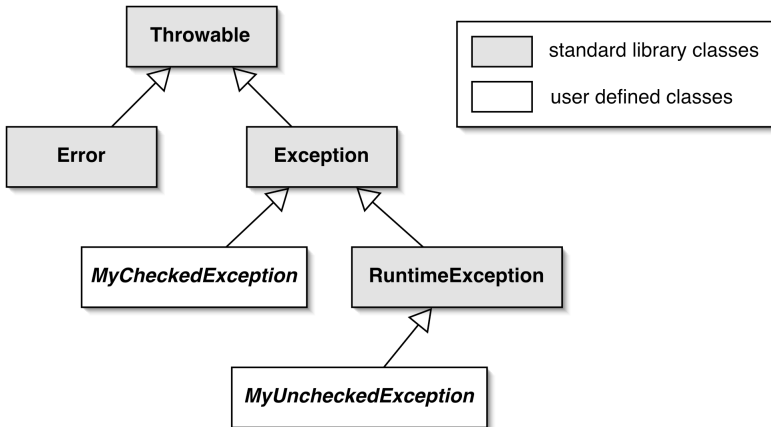 Throwable
standard library classes
user defined classes
Error
Exception
MyCheckedException
RuntimeException
MyUncheckedException